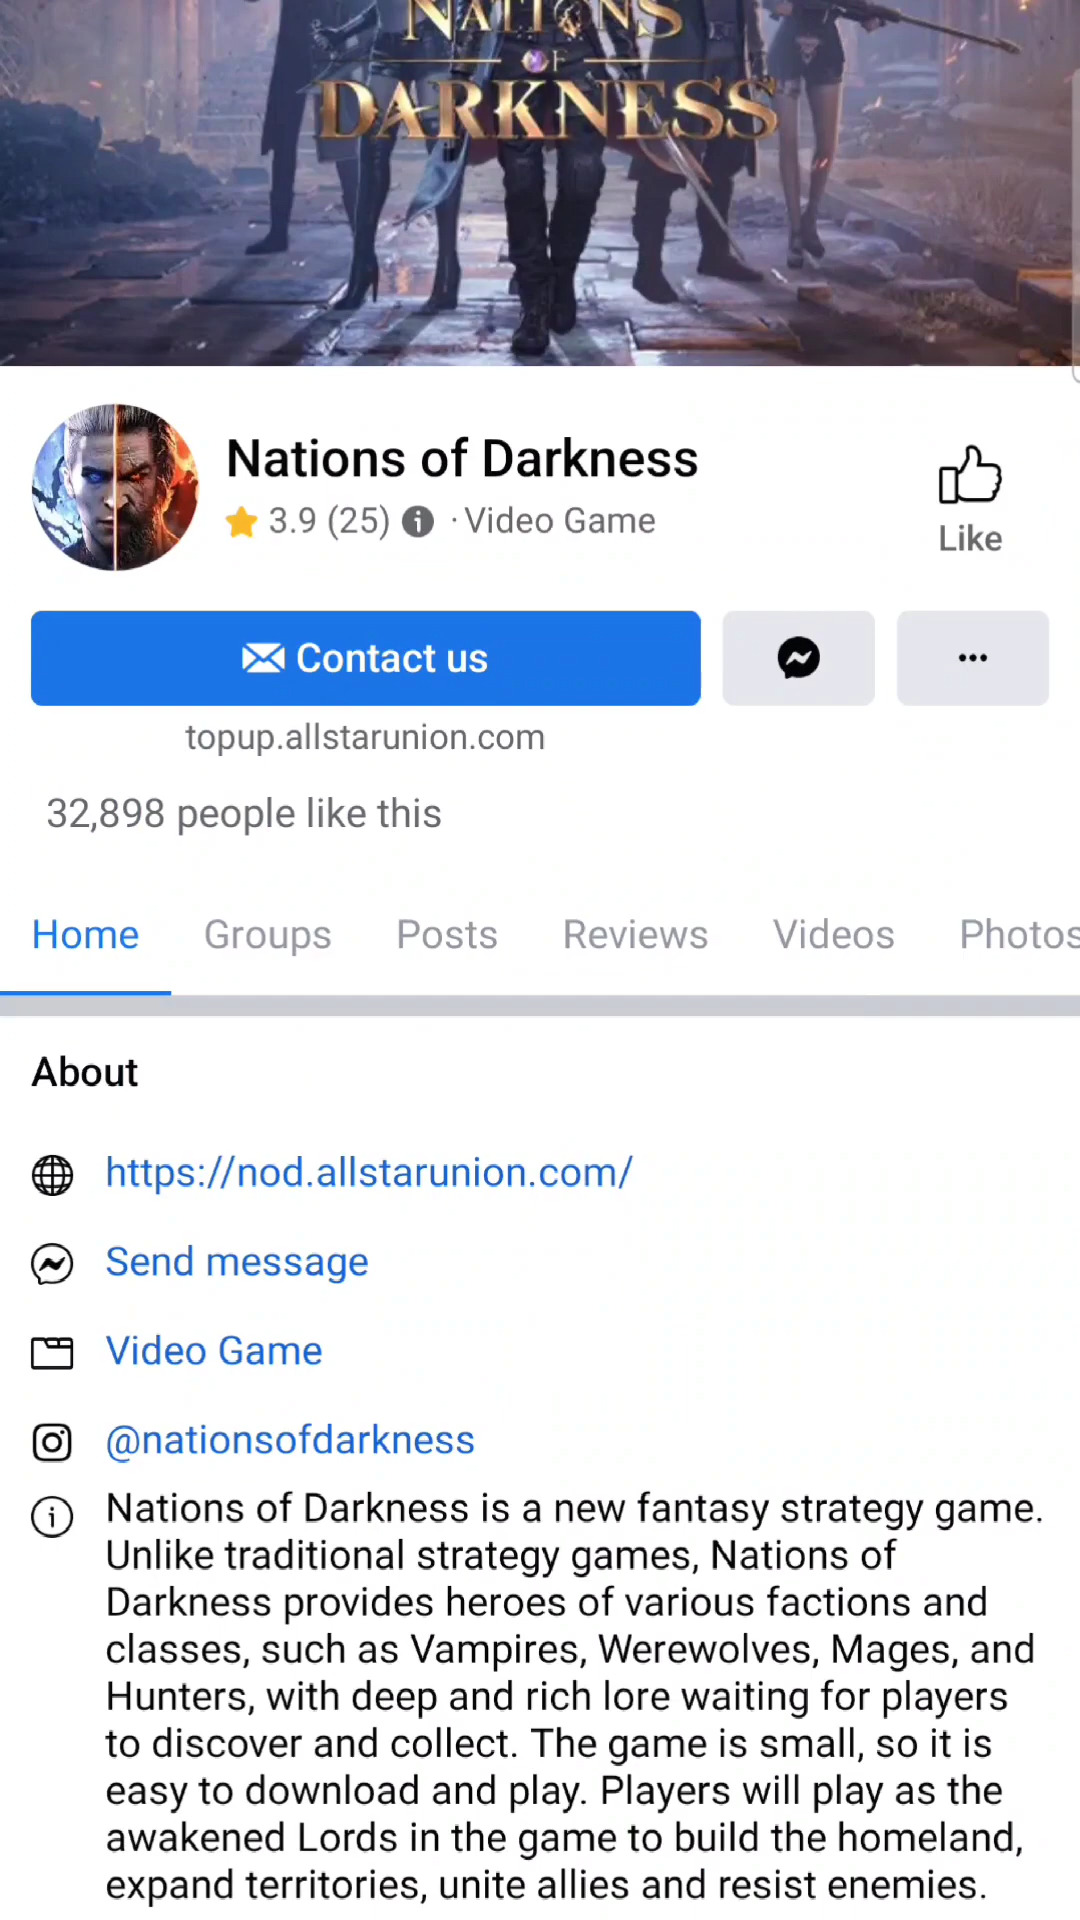 NATIONS
OF
DARKNESS
Nations of Darkness
3.9 (25) · Video Game
Like
Contact us
topup.allstarunion.com
32,898 people like this
Home Groups Posts Reviews Videos Photos
About
https://nod.allstarunion.com/
Send message
Video Game
@nationsofdarkness
Nations of Darkness is a new fantasy strategy game.
Unlike traditional strategy games, Nations of
Darkness provides heroes of various factions and
classes, such as Vampires, Werewolves, Mages, and
Hunters, with deep and rich lore waiting for players
to discover and collect. The game is small, so it is
easy to download and play. Players will play as the
awakened Lords in the game to build the homeland,
expand territories, unite allies and resist enemies.